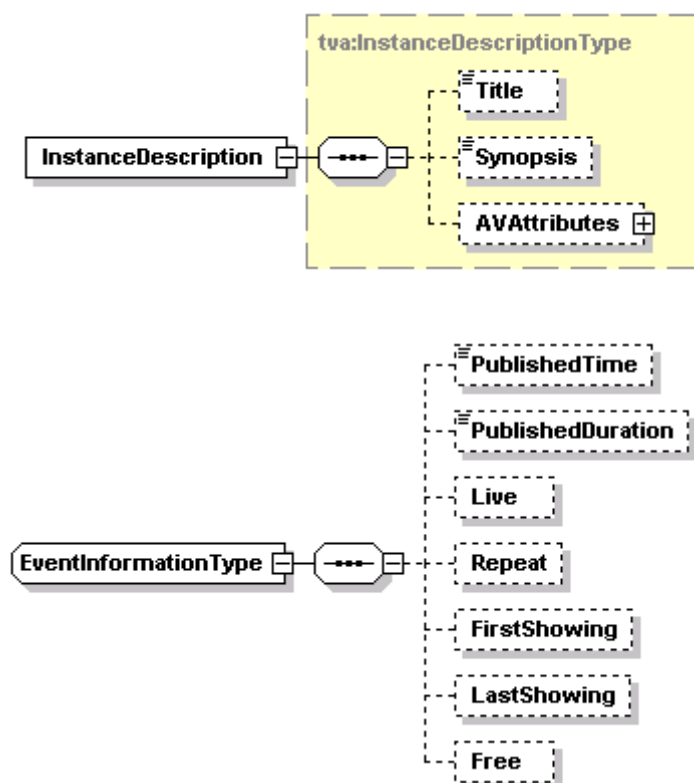 tva:InstanceDescriptionType
Title
InstanceDescription
Synopsis
AVAttributes
PublishedTime
PublishedDuration
Live
EventInformationType
Repeat
FirstShowing
LastShowing
Free